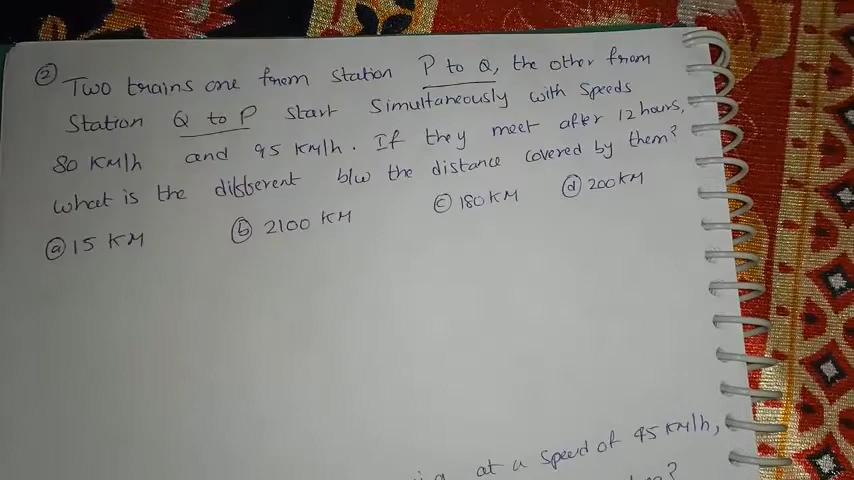 ② Two trains one from station P to Q, the other from
Station Q to P start Simultaneously with Speeds
80 KM/h and 95 KM/h. If they meet after 12 hours,
what is the different b/w the distance covered by them?
ⓐ 15 KM ⓑ 2100 KM ⓒ 180 KM ⓓ 200 KM
at a Speed of 45 KM/h,